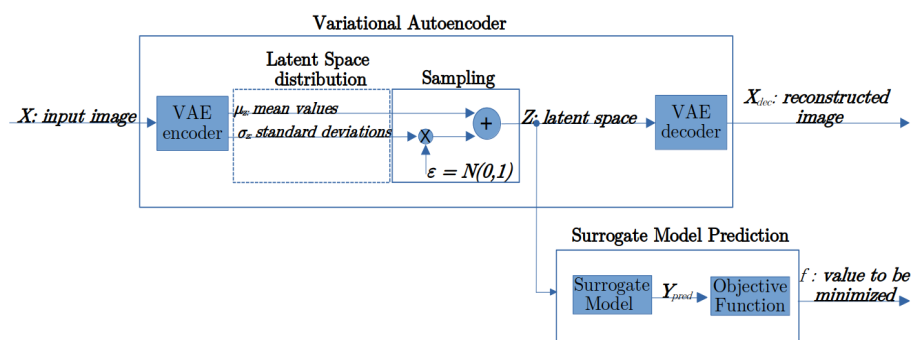 Variational Autoencoder
Latent Space
distribution
Sampling
X: input image
VAE
encoder
μz: mean values
σz: standard deviations
+
X
ε = N(0,1)
Z: latent space
VAE
decoder
Xdec: reconstructed
image
Surrogate Model Prediction
Surrogate
Model
Ypred
Objective
Function
f : value to be
minimized